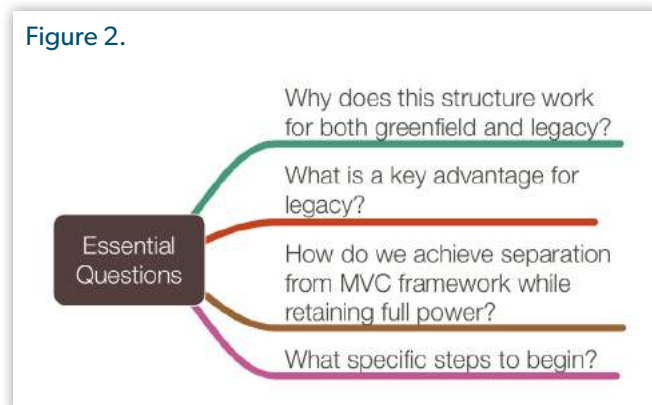 Figure 2.
Why does this structure work
for both greenfield and legacy?
What is a key advantage for
legacy?
Essential
Questions
How do we achieve separation
from MVC framework while
retaining full power?
What specific steps to begin?